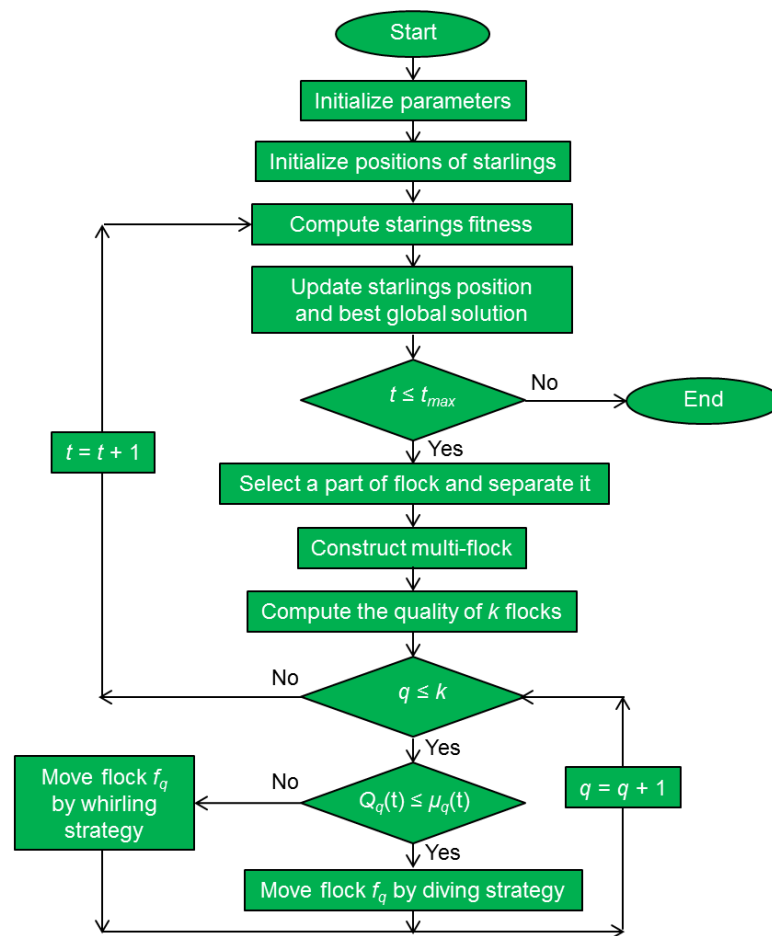 Start
Initialize parameters
Initialize positions of starlings
Compute starings fitness
Update starlings position
and best global solution
t ≤ tmax
No
End
Yes
t = t + 1
Select a part of flock and separate it
Construct multi-flock
Compute the quality of k flocks
No
q ≤ k
Yes
Move flock fq
by whirling
strategy
No
Qq(t) ≤ μq(t)
q = q + 1
Yes
Move flock fq by diving strategy